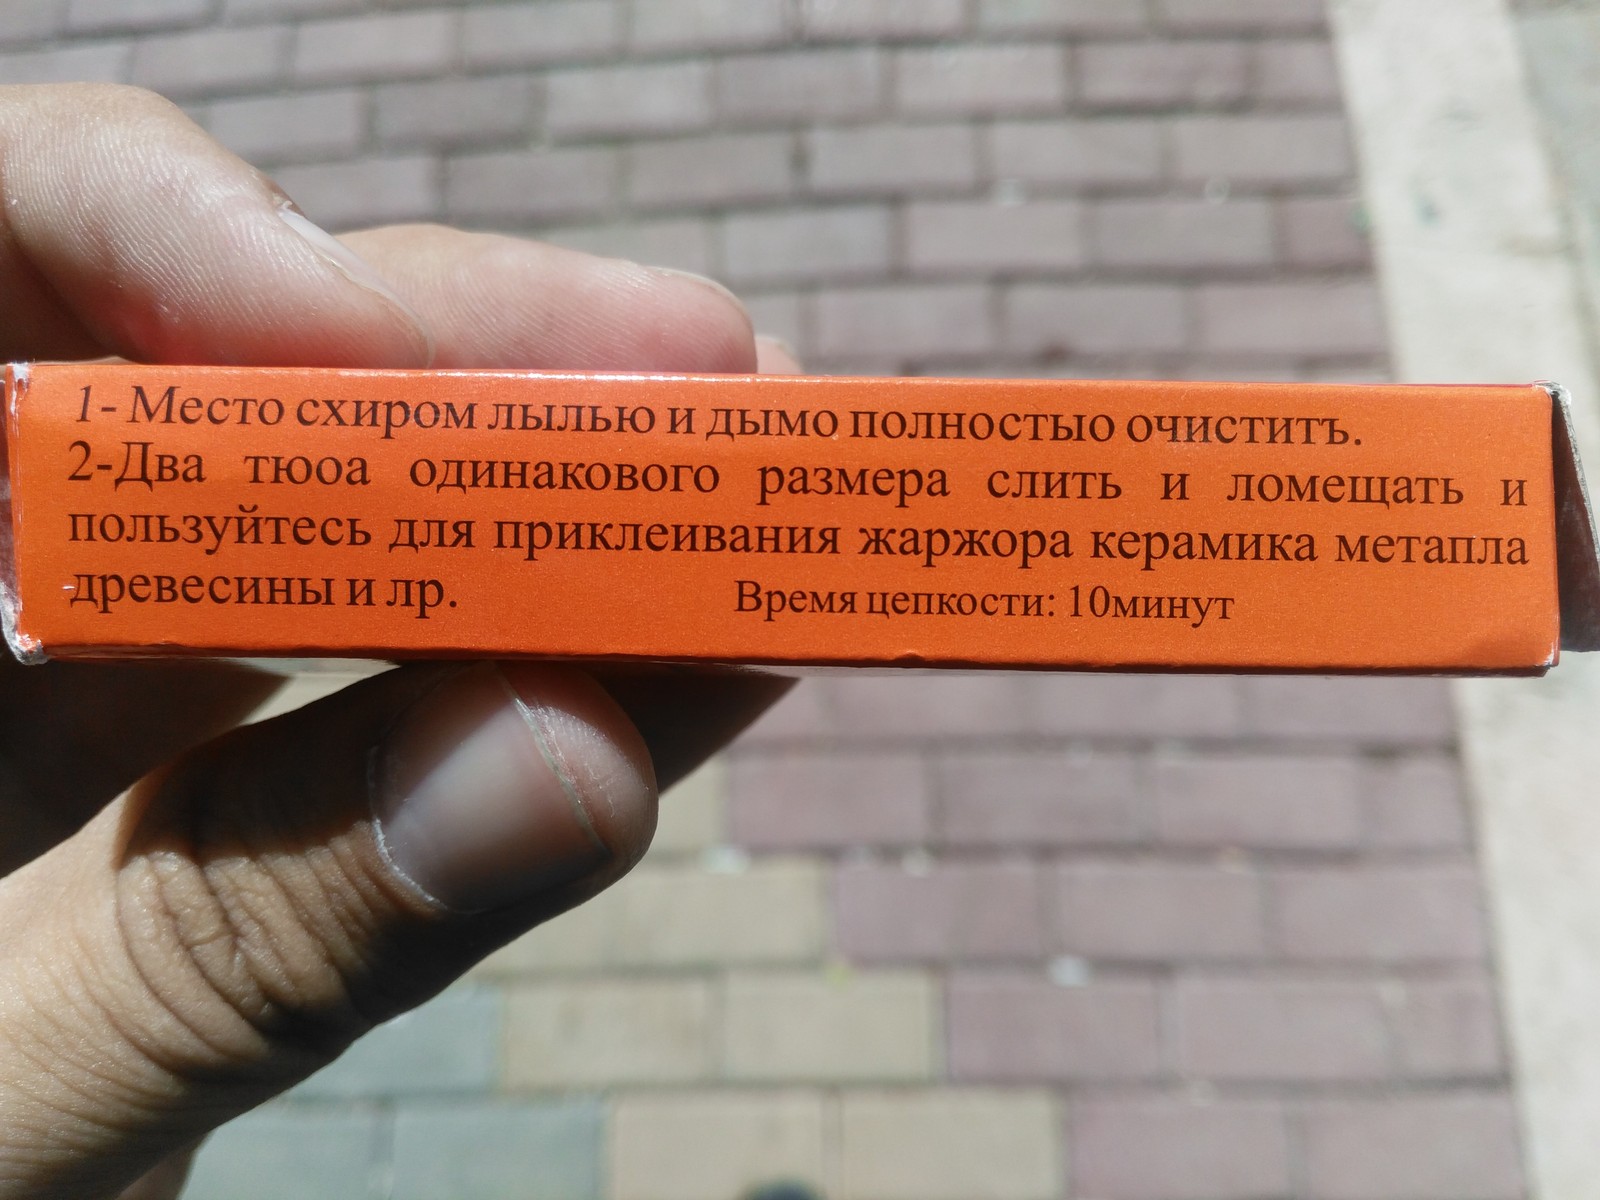 1- Место схиром лылью и дымо полностыо очиститъ.
2-Два тюоа одинакового размера слить и ломещать и
пользуйтесь для приклеивания жаржора керамика метапла
древесины и лр. Время цепкости: 10минут